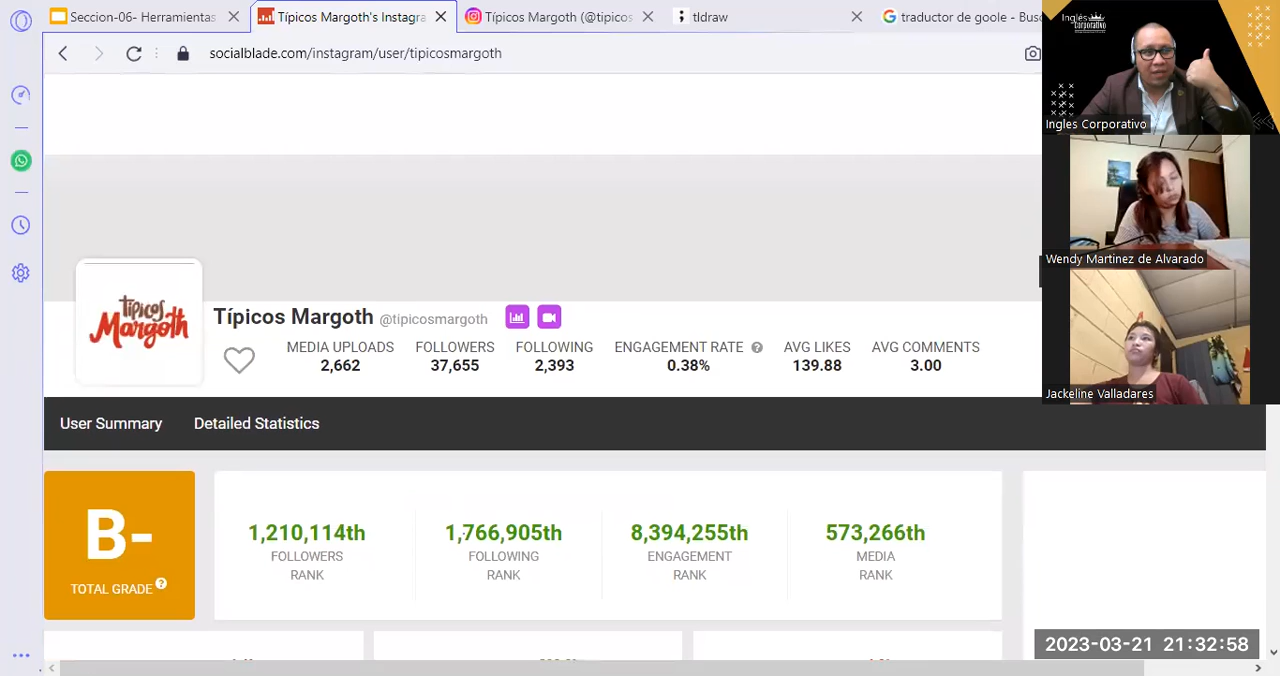 Seccion-06- Herramientas
Típicos Margoth's Instagra
Típicos Margoth (@tipicos
tldraw
traductor de goole - Bus
socialblade.com/instagram/user/tipicosmargoth
Inglés
Corporativo
Ingles Corporativo
Wendy Martinez de Alvarado
Jackeline Valladares
típicos
Margoth
Típicos Margoth @tipicosmargoth
MEDIA UPLOADS FOLLOWERS FOLLOWING ENGAGEMENT RATE AVG LIKES AVG COMMENTS
2,662 37,655 2,393 0.38% 139.88 3.00
User Summary Detailed Statistics
B-
TOTAL GRADE
1,210,114th 1,766,905th 8,394,255th 573,266th
FOLLOWERS FOLLOWING ENGAGEMENT MEDIA
RANK RANK RANK RANK
2023-03-21 21:32:58